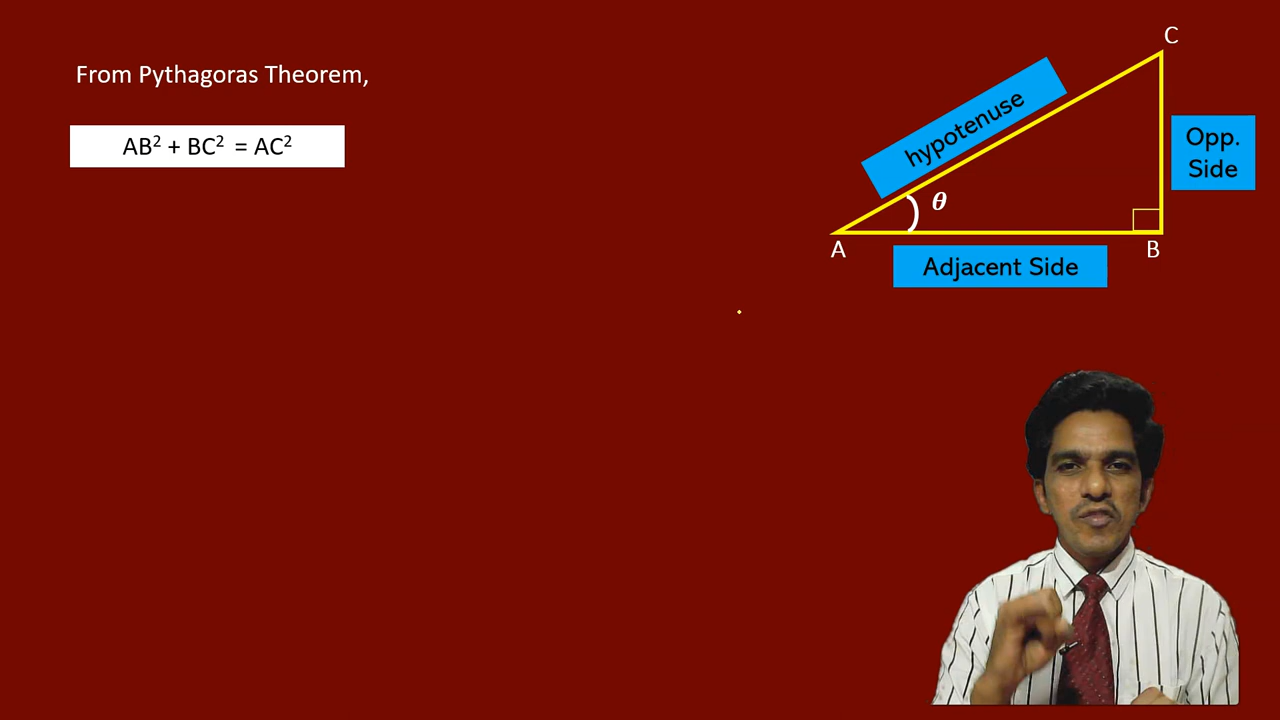 From Pythagoras Theorem,
AB² + BC² = AC²
C
hypotenuse
Opp.
Side
θ
A
B
Adjacent Side